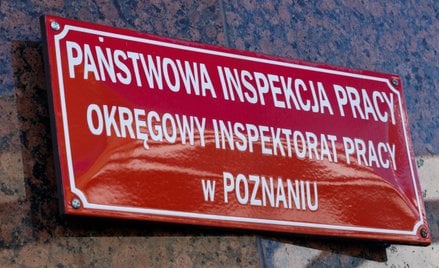 PAŃSTWOWA INSPEKCJA PRACY
OKRĘGOWY INSPEKTORAT PRACY
w POZNANIU